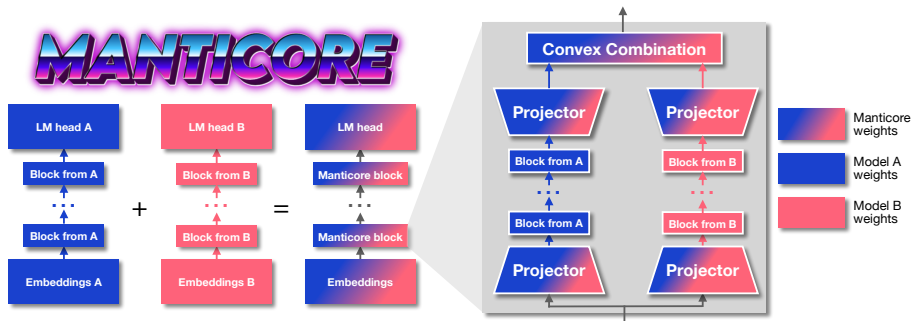 MANTICORE
LM head A
Block from A
...
Block from A
Embeddings A
+
LM head B
Block from B
...
Block from B
Embeddings B
=
LM head
Manticore block
...
Manticore block
Embeddings
Convex Combination
Projector
Projector
Block from A
Block from B
...
...
Block from A
Block from B
Projector
Projector
Manticore
weights
Model A
weights
Model B
weights